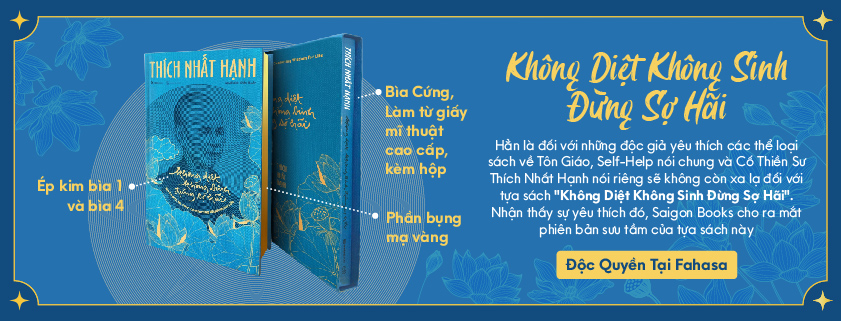 THÍCH NHẤT HẠNH
THÍCH NHẤT HẠNH
Bìa Cứng,
Làm từ giấy
mĩ thuật
cao cấp,
kèm hộp
Ép kim bìa 1
và bìa 4
Phần bụng
mạ vàng
Không Diệt Không Sinh
Đừng Sợ Hãi
Hẳn là đối với những độc giả yêu thích các thể loại
sách về Tôn Giáo, Self-Help nói chung và Cố Thiền Sư
Thích Nhất Hạnh nói riêng sẽ không còn xa lạ đối với
tựa sách "Không Diệt Không Sinh Đừng Sợ Hãi".
Nhận thấy sự yêu thích đó, Saigon Books cho ra mắt
phiên bản sưu tầm của tựa sách này
Độc Quyền Tại Fahasa